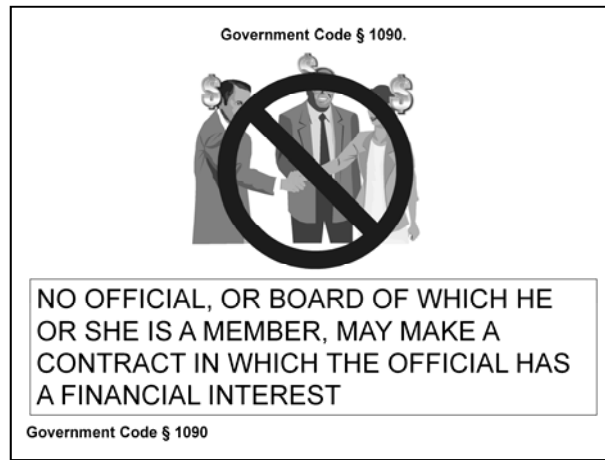 Government Code § 1090.
$ $ $
NO OFFICIAL, OR BOARD OF WHICH HE
OR SHE IS A MEMBER, MAY MAKE A
CONTRACT IN WHICH THE OFFICIAL HAS
A FINANCIAL INTEREST
Government Code § 1090